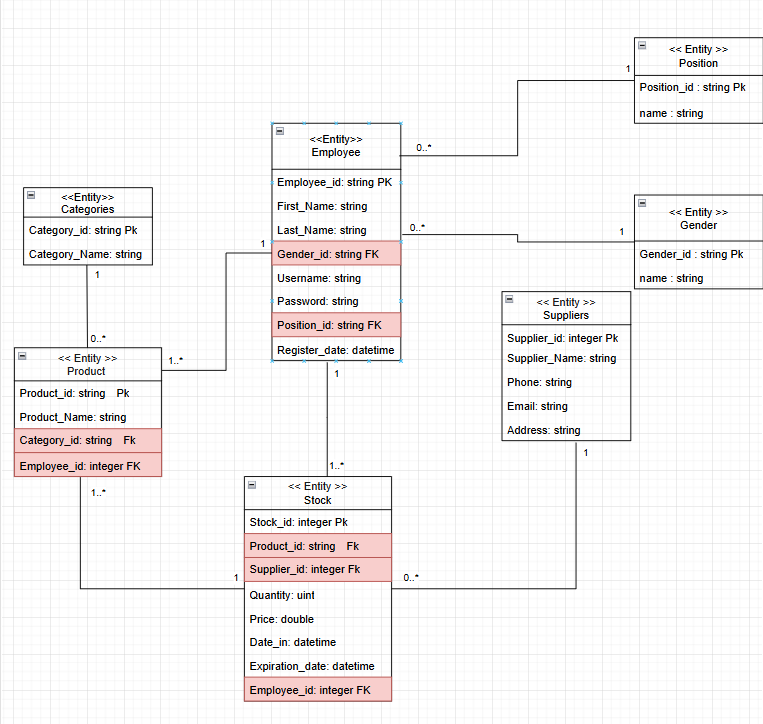 << Entity >>
Position
Position_id : string Pk
name : string
1
0..*
<<Entity>>
Employee
Employee_id: string PK
First_Name: string
Last_Name: string
Gender_id: string FK
Username: string
Password: string
Position_id: string FK
Register_date: datetime
<<Entity>>
Categories
Category_id: string Pk
Category_Name: string
<< Entity >>
Gender
Gender_id : string Pk
name : string
0..*
1
1
1
0..*
1..*
<< Entity >>
Suppliers
Supplier_id: integer Pk
Supplier_Name: string
Phone: string
Email: string
Address: string
<< Entity >>
Product
Product_id: string Pk
Product_Name: string
Category_id: string Fk
Employee_id: integer FK
1
1..*
1
1..*
1
0..*
<< Entity >>
Stock
Stock_id: integer Pk
Product_id: string Fk
Supplier_id: integer Fk
Quantity: uint
Price: double
Date_in: datetime
Expiration_date: datetime
Employee_id: integer FK